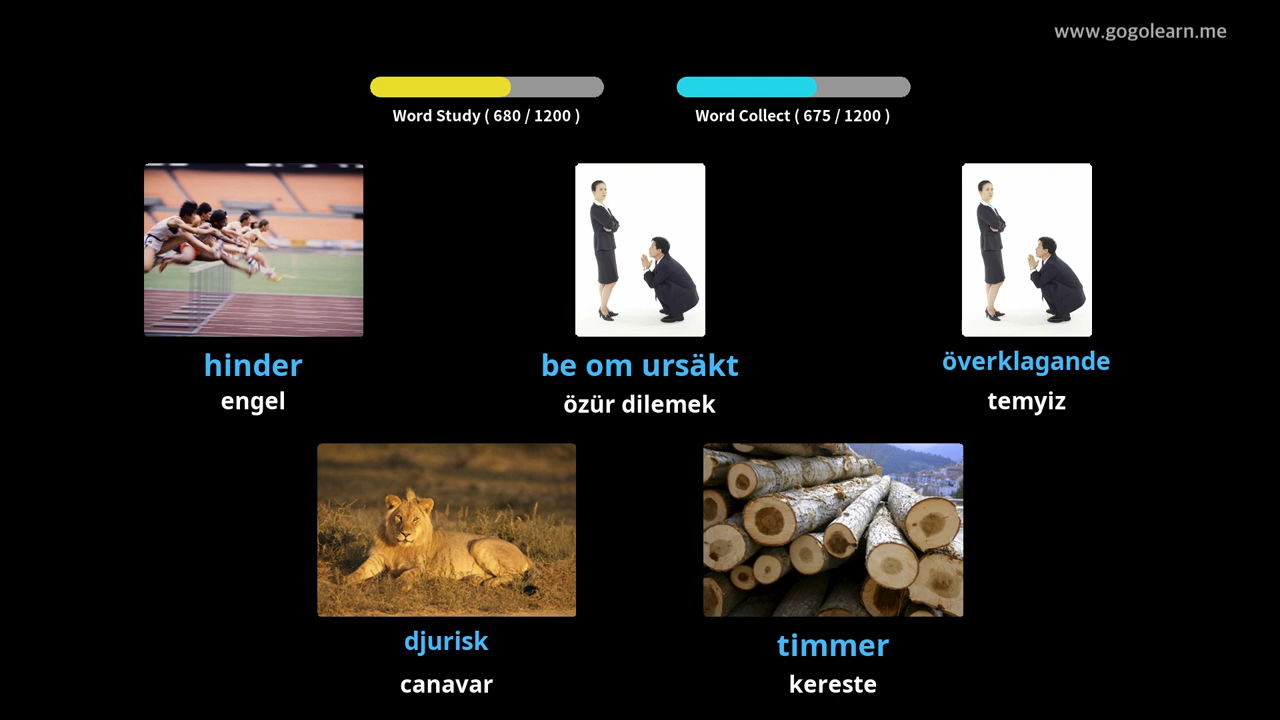 www.gogolearn.me
Word Study ( 680 / 1200 )
Word Collect ( 675 / 1200 )
hinder
engel
be om ursäkt
özür dilemek
överklagande
temyiz
djurisk
canavar
timmer
kereste